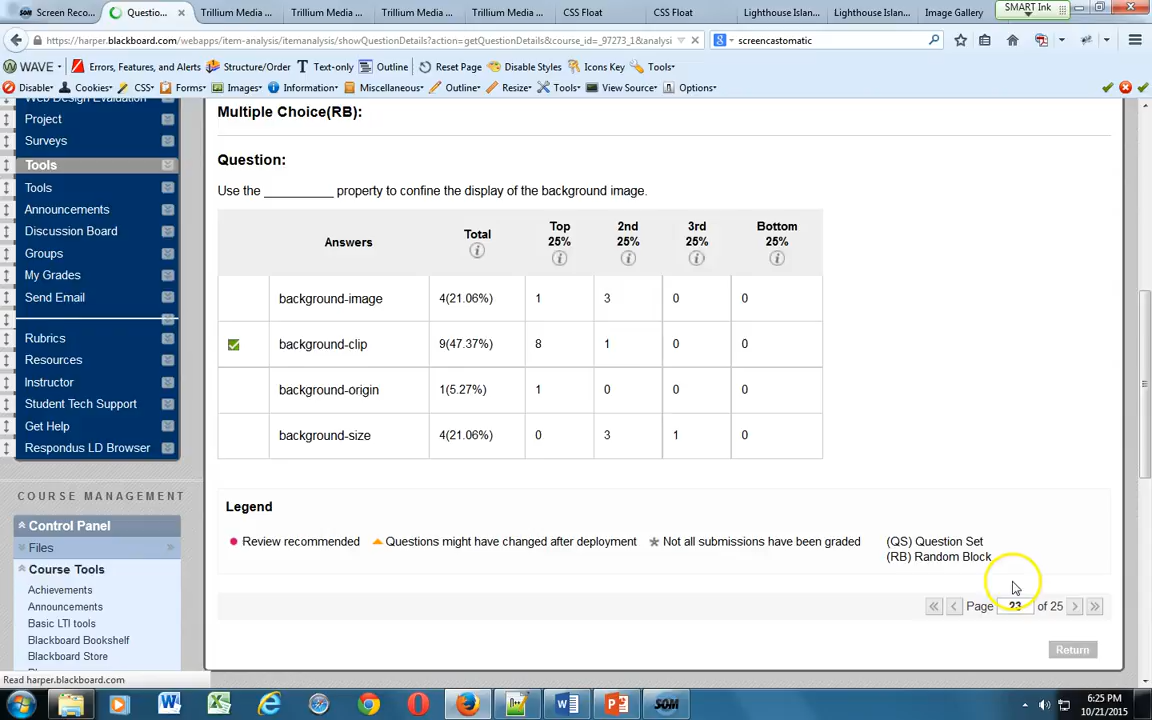 Screen Reco...
Questio...
Trillium Media ...
Trillium Media ...
Trillium Media ...
Trillium Media ...
CSS Float
CSS Float
Lighthouse Islan...
Lighthouse Islan...
Image Gallery
SMART Ink
https://harper.blackboard.com/webapps/item-analysis/itemanalysis/showQuestionDetails?action=getQuestionDetails&course_id=_97273_1&analysi
screencastomatic
WAVE
Errors, Features, and Alerts
Structure/Order
Text-only
Outline
Reset Page
Disable Styles
Icons Key
Tools
Disable
Cookies
CSS
Forms
Images
Information
Miscellaneous
Outline
Resize
Tools
View Source
Options
Web Design Evaluation
Project
Surveys
Tools
Tools
Announcements
Discussion Board
Groups
My Grades
Send Email
Rubrics
Resources
Instructor
Student Tech Support
Get Help
Respondus LD Browser
COURSE MANAGEMENT
Control Panel
Files
Course Tools
Achievements
Announcements
Basic LTI tools
Blackboard Bookshelf
Blackboard Store
Read harper.blackboard.com
Multiple Choice(RB):
Question:
Use the __________ property to confine the display of the background image.
Answers Total Top 25% 2nd 25% 3rd 25% Bottom 25%
background-image 4(21.06%) 1 3 0 0
background-clip 9(47.37%) 8 1 0 0
background-origin 1(5.27%) 1 0 0 0
background-size 4(21.06%) 0 3 1 0
Legend
Review recommended
Questions might have changed after deployment
Not all submissions have been graded
(QS) Question Set
(RB) Random Block
Page 23 of 25
Return
6:25 PM
10/21/2015